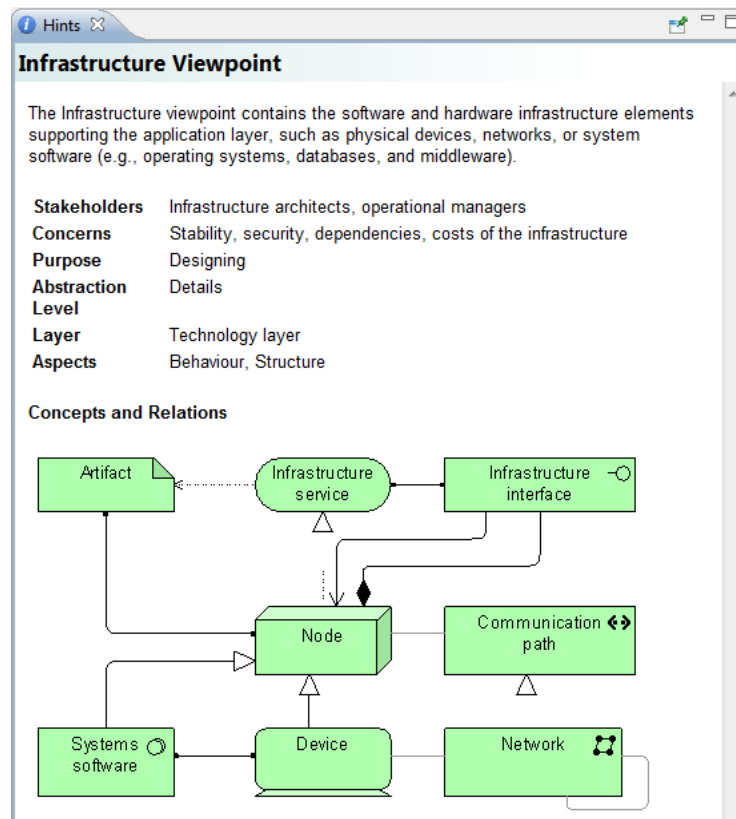 Hints
Infrastructure Viewpoint
The Infrastructure viewpoint contains the software and hardware infrastructure elements
supporting the application layer, such as physical devices, networks, or system
software (e.g., operating systems, databases, and middleware).
Stakeholders Infrastructure architects, operational managers
Concerns Stability, security, dependencies, costs of the infrastructure
Purpose Designing
Abstraction Details
Level
Layer Technology layer
Aspects Behaviour, Structure
Concepts and Relations
Artifact
Infrastructure
service
Infrastructure
interface
Node
Communication
path
Systems
software
Device
Network